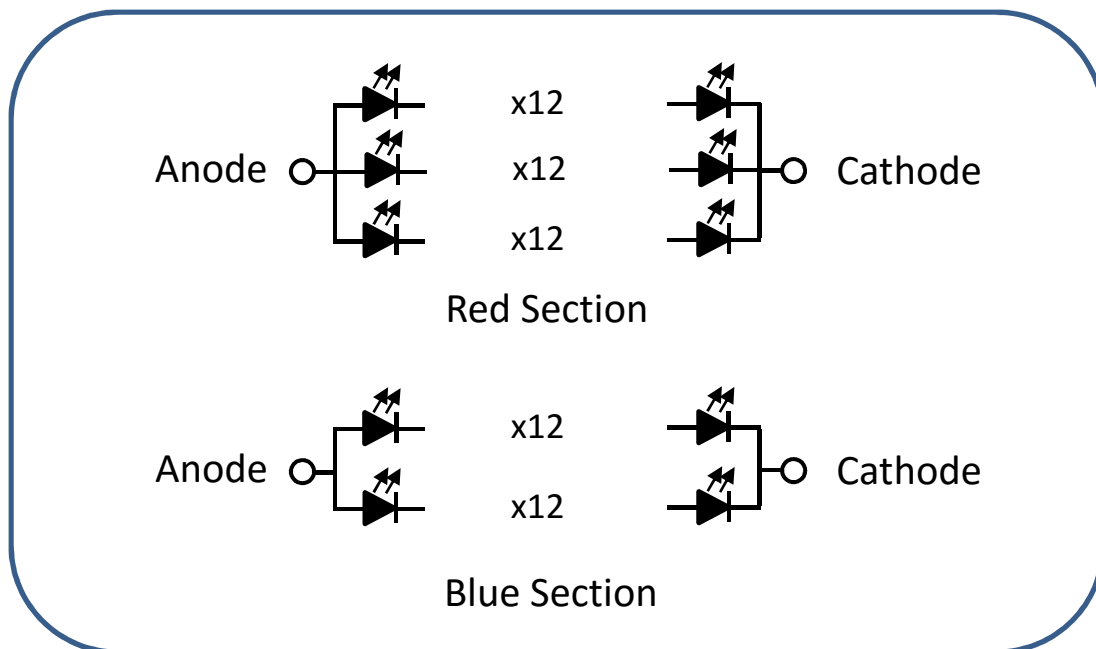 x12
Anode x12 Cathode
x12
Red Section
x12
Anode Cathode
x12
Blue Section